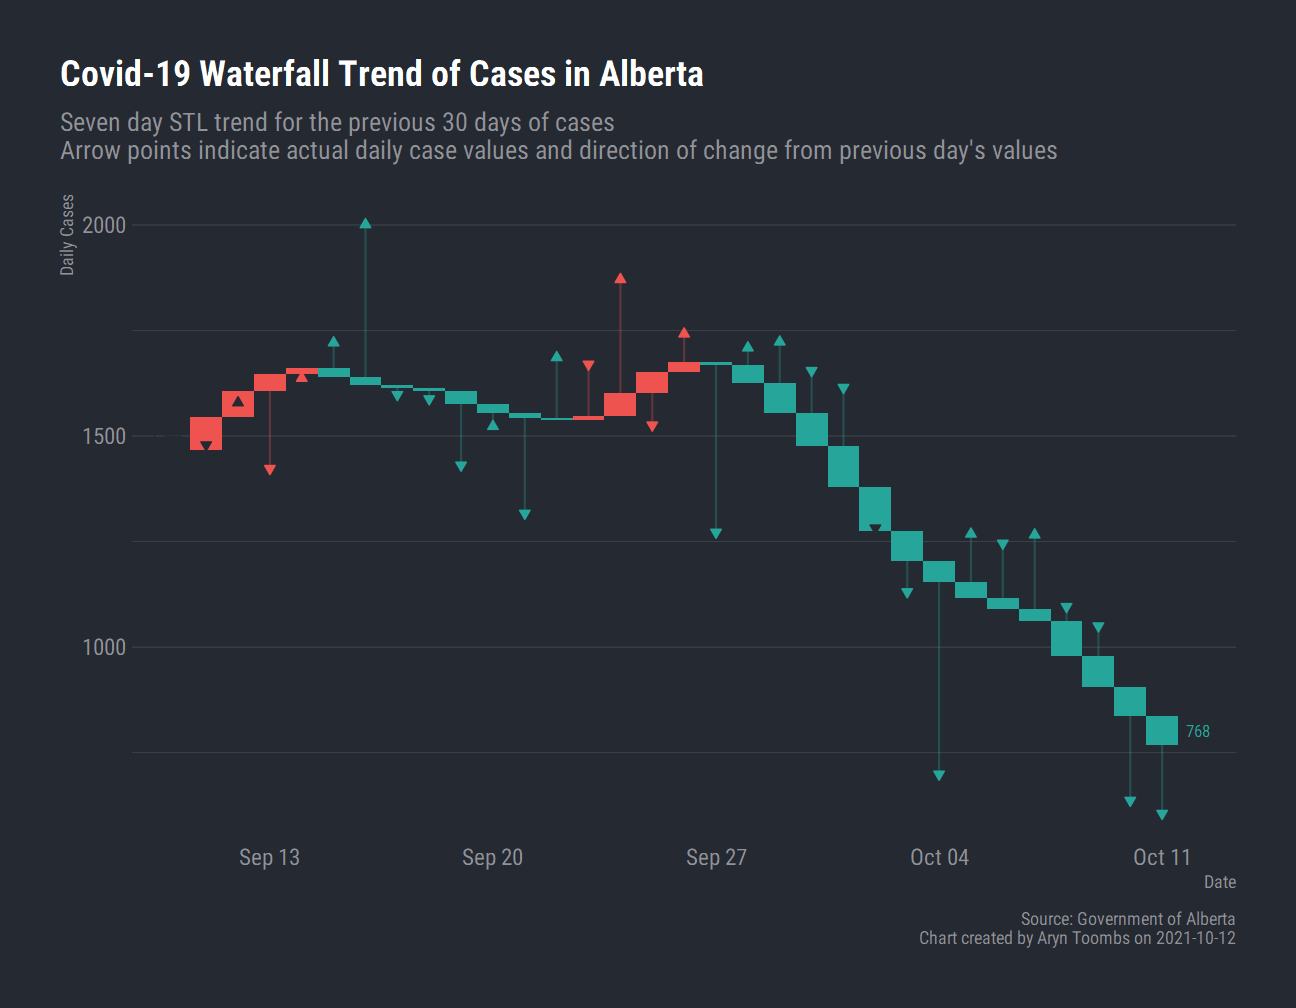 Covid-19 Waterfall Trend of Cases in Alberta
Seven day STL trend for the previous 30 days of cases
Arrow points indicate actual daily case values and direction of change from previous day's values
Daily Cases
2000
1500
1000
768
Sep 13
Sep 20
Sep 27
Oct 04
Oct 11
Date
Source: Government of Alberta
Chart created by Aryn Toombs on 2021-10-12